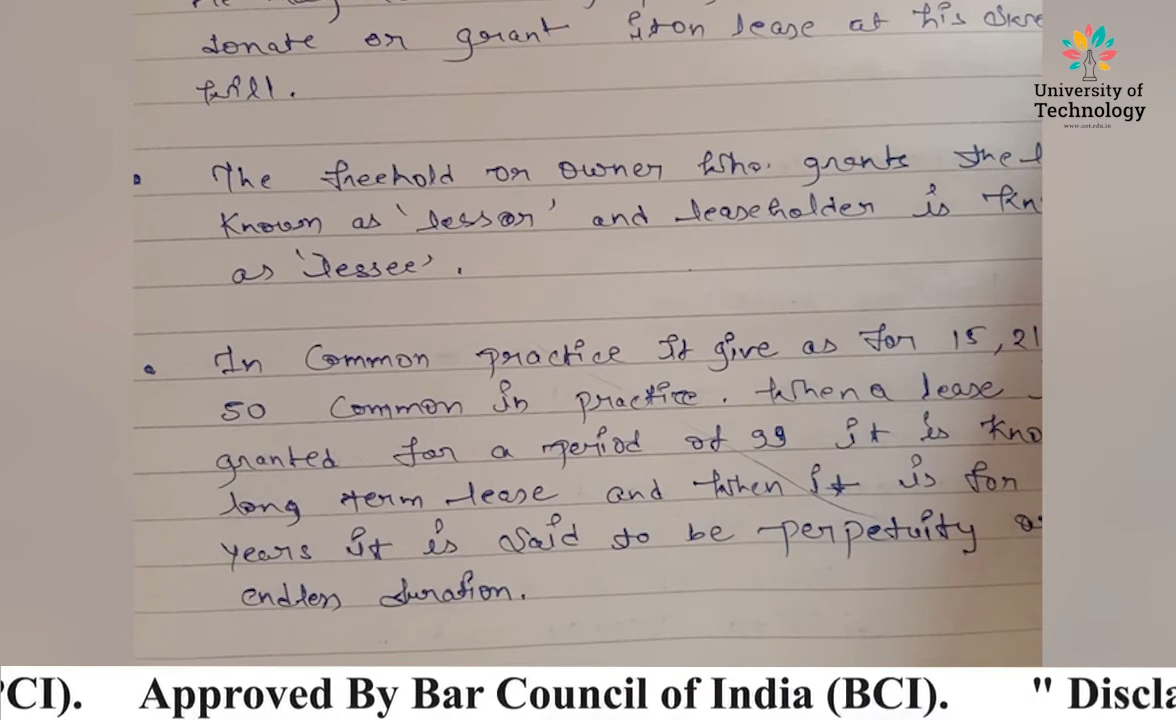 donate or grant it on lease at his
will.
University of
Technology
www.uot.edu.in
The freehold or owner who. grants the
known as 'lessor' and leaseholder is kn
as 'lessee'.
In Common practice it give as for 15, 21
50 common in practice. When a lease
granted for a period of 99 it is kno
long term lease and when it is for
years it is said to be perpetuity
endless duration.
CI). Approved By Bar Council of India (BCI). " Discla